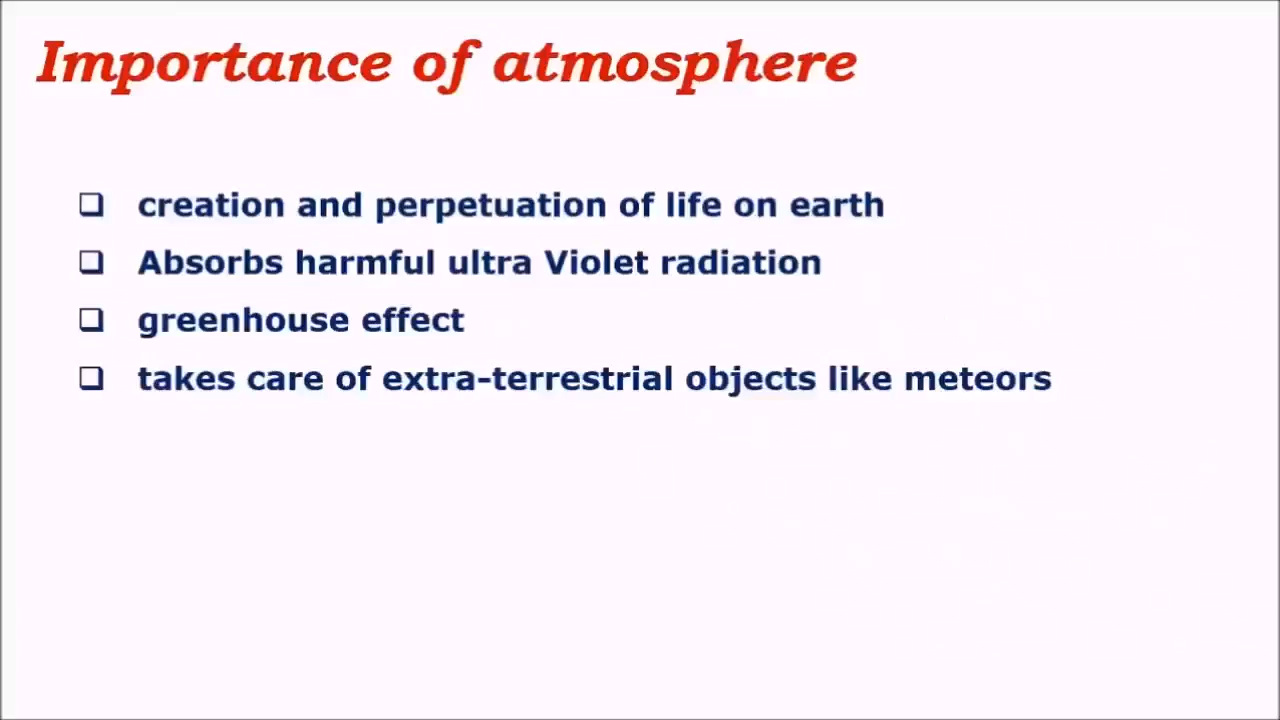 Importance of atmosphere
❑ creation and perpetuation of life on earth
❑ Absorbs harmful ultra Violet radiation
❑ greenhouse effect
❑ takes care of extra-terrestrial objects like meteors